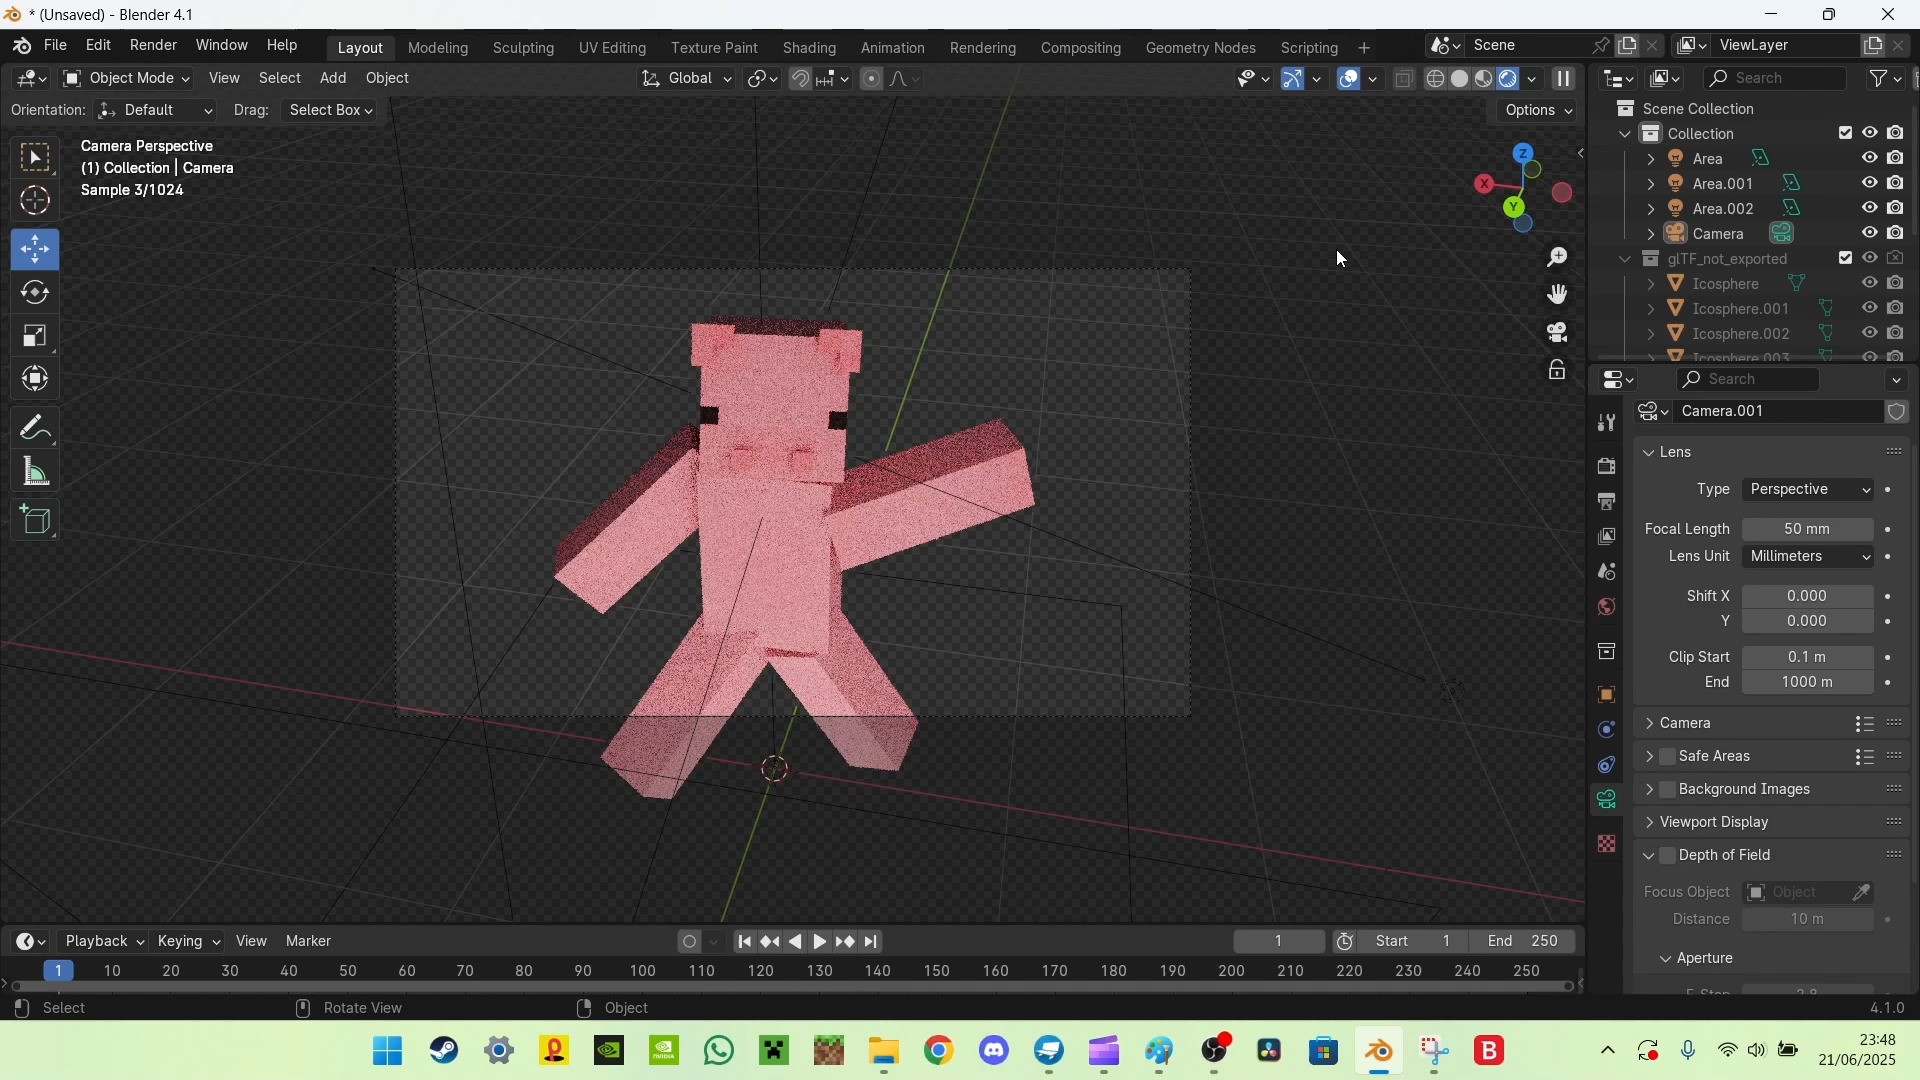 * (Unsaved) - Blender 4.1
File Edit Render Window Help Layout Modeling Sculpting UV Editing Texture Paint Shading Animation Rendering Compositing Geometry Nodes Scripting + Scene ViewLayer
Object Mode View Select Add Object Global Search
Orientation: Default Drag: Select Box Options
Camera Perspective
(1) Collection | Camera
Sample 3/1024
Z
X
Y
Scene Collection
Collection
Area
Area.001
Area.002
Camera
glTF_not_exported
Icosphere
Icosphere.001
Icosphere.002
Icosphere.003
Search
Camera.001
Lens
Type Perspective
Focal Length 50 mm
Lens Unit Millimeters
Shift X 0.000
Y 0.000
Clip Start 0.1 m
End 1000 m
Camera
Safe Areas
Background Images
Viewport Display
Depth of Field
Focus Object Object
Distance 10 m
Aperture
F-Stop 2.8
Playback Keying View Marker 1 Start 1 End 250
1 10 20 30 40 50 60 70 80 90 100 110 120 130 140 150 160 170 180 190 200 210 220 230 240 250
Select Rotate View Object 4.1.0
23:48
21/06/2025